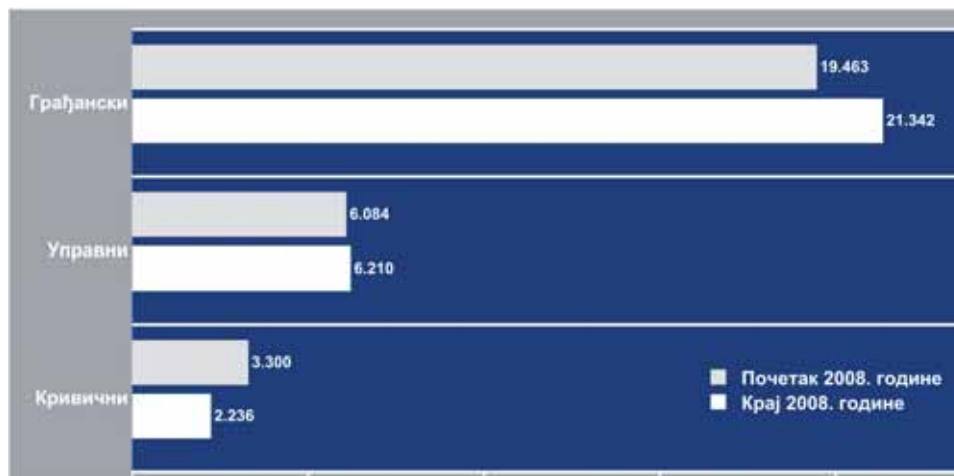 19.463
Грађански
21.342
6.084
Управни
6.210
3.300
Кривични
2.236
Почетак 2008. године
Крај 2008. године